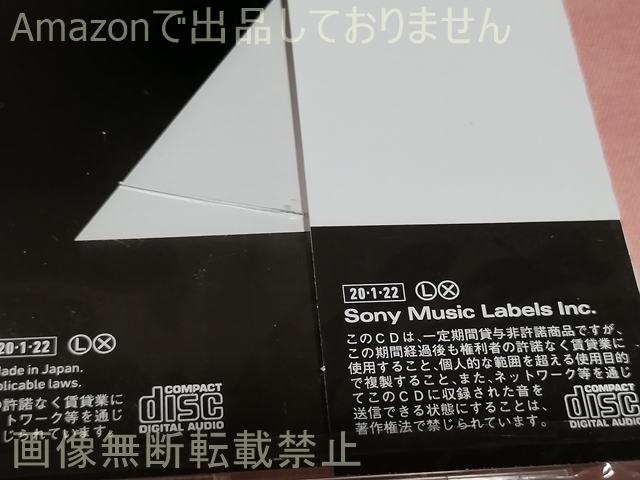 Amazonで出品しておりません
20·1·22 Ⓛ ⓧ
Made in Japan.
plicable laws.
の許諾なく賃貸業に
トワーク等を通じ
じられています。
COMPACT
disc
DIGITAL AUDIO
20·1·22 Ⓛ ⓧ
Sony Music Labels Inc.
このCDは、一定期間貸与非許諾商品ですが、
この期間経過後も権利者の許諾なく賃貸業に
使用すること、個人的な範囲を超える使用目的
で複製すること、また、ネットワーク等を通じ
てこのCDに収録された音を
送信できる状態にすることは、
著作権法で禁じられています。
COMPACT
disc
DIGITAL AUDIO
画像無断転載禁止